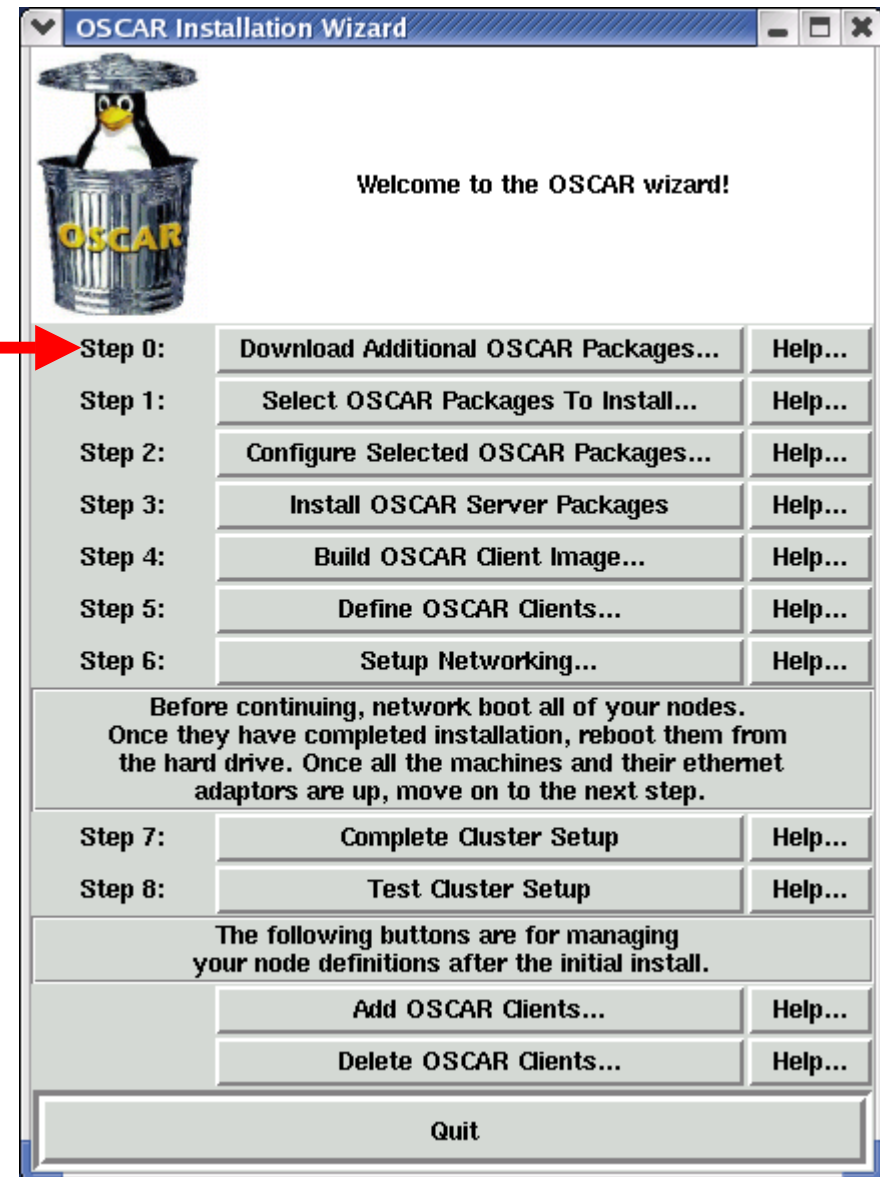 OSCAR Installation Wizard
OSCAR
Welcome to the OSCAR wizard!
Step 0: Download Additional OSCAR Packages... Help...
Step 1: Select OSCAR Packages To Install... Help...
Step 2: Configure Selected OSCAR Packages... Help...
Step 3: Install OSCAR Server Packages Help...
Step 4: Build OSCAR Client Image... Help...
Step 5: Define OSCAR Clients... Help...
Step 6: Setup Networking... Help...
Before continuing, network boot all of your nodes.
Once they have completed installation, reboot them from
the hard drive. Once all the machines and their ethernet
adaptors are up, move on to the next step.
Step 7: Complete Cluster Setup Help...
Step 8: Test Cluster Setup Help...
The following buttons are for managing
your node definitions after the initial install.
Add OSCAR Clients... Help...
Delete OSCAR Clients... Help...
Quit